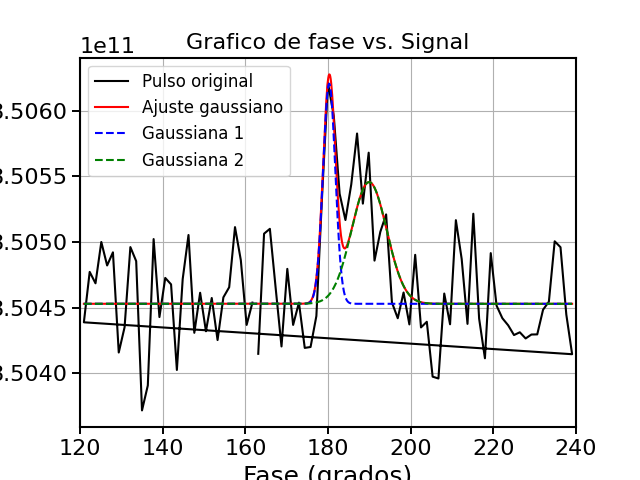 Grafico de fase vs. Signal
1e11
Pulso original
Ajuste gaussiano
Gaussiana 1
Gaussiana 2
.5060
.5055
.5050
.5045
.5040
120 140 160 180 200 220 240
Fase (grados)